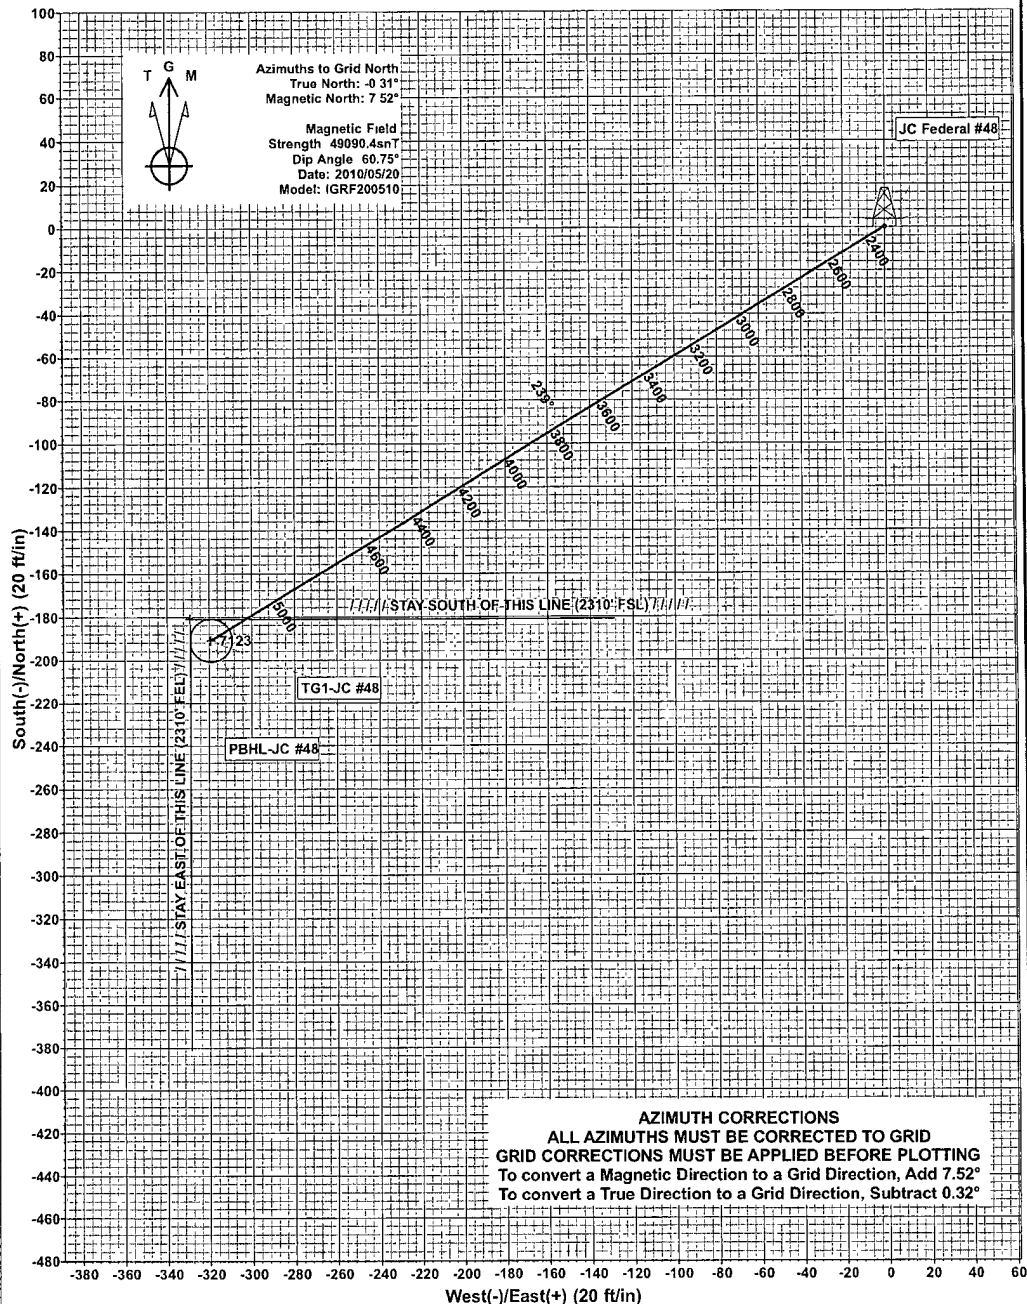 T G M
Azimuths to Grid North
True North: -0 31°
Magnetic North: 7 52°
Magnetic Field
Strength 49090.4snT
Dip Angle 60.75°
Date: 2010/05/20
Model: IGRF200510
JC Federal #48
100
80
60
40
20
0
-20
-40
-60
-80
-100
-120
-140
-160
-180
-200
-220
-240
-260
-280
-300
-320
-340
-360
-380
-400
-420
-440
-460
-480
South(-)/North(+) (20 ft/in)
2400
2600
2800
3000
3200
3400
3600
3800
4000
4200
4400
4600
5000
7123
239°
/ / / / / STAY SOUTH OF THIS LINE (2310' FSL) / / / / /
/ / / / / STAY EAST OF THIS LINE (2310' FEL) / / / / /
TG1-JC #48
PBHL-JC #48
AZIMUTH CORRECTIONS
ALL AZIMUTHS MUST BE CORRECTED TO GRID
GRID CORRECTIONS MUST BE APPLIED BEFORE PLOTTING
To convert a Magnetic Direction to a Grid Direction, Add 7.52°
To convert a True Direction to a Grid Direction, Subtract 0.32°
-380 -360 -340 -320 -300 -280 -260 -240 -220 -200 -180 -160 -140 -120 -100 -80 -60 -40 -20 0 20 40 60
West(-)/East(+) (20 ft/in)